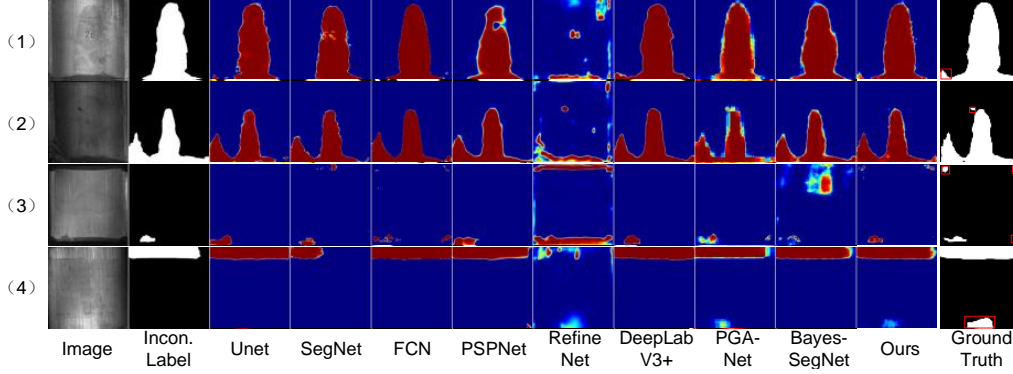 (1)
(2)
(3)
(4)
Image
Incon.
Label
Unet
SegNet
FCN
PSPNet
Refine
Net
DeepLab
V3+
PGA-
Net
Bayes-
SegNet
Ours
Ground
Truth